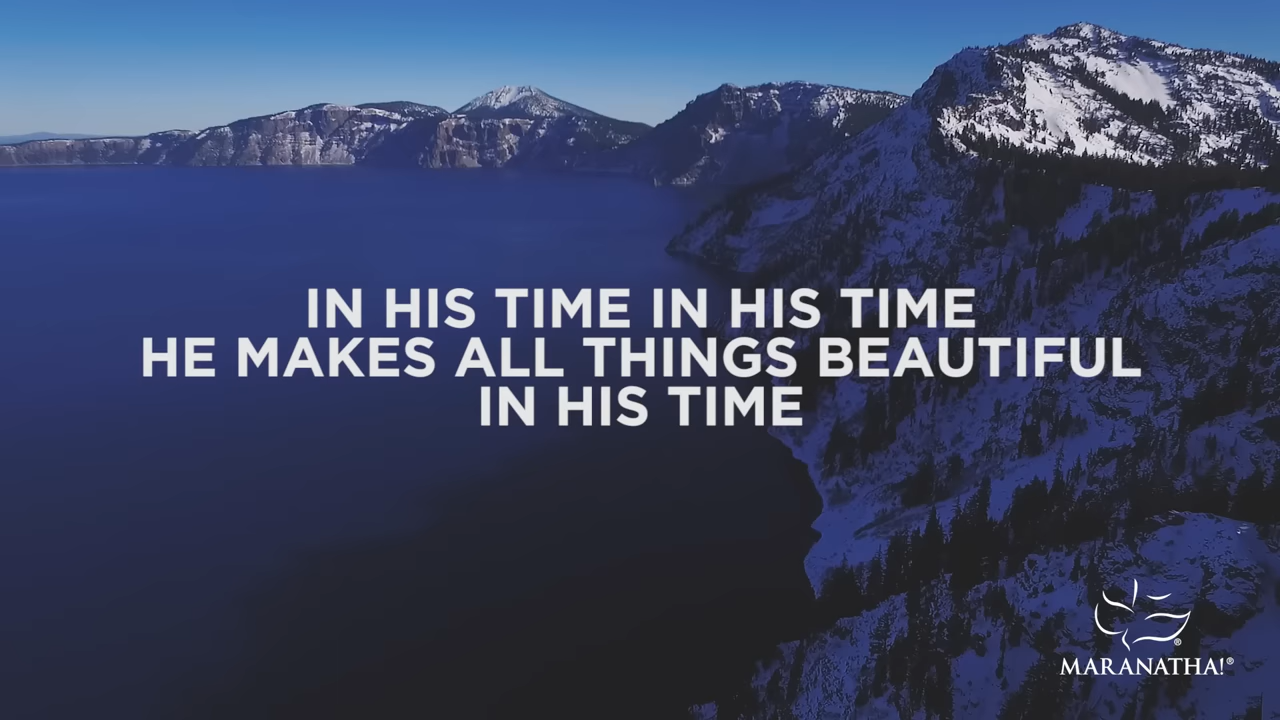 IN HIS TIME IN HIS TIME
HE MAKES ALL THINGS BEAUTIFUL
IN HIS TIME
MARANATHA!®